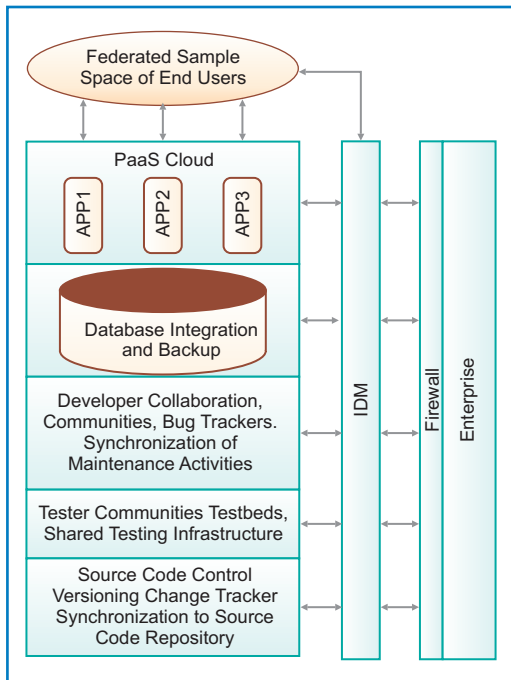 Federated Sample
Space of End Users
PaaS Cloud
APP1
APP2
APP3
Database Integration
and Backup
Developer Collaboration,
Communities, Bug Trackers.
Synchronization of
Maintenance Activities
Tester Communities Testbeds,
Shared Testing Infrastructure
Source Code Control
Versioning Change Tracker
Synchronization to Source
Code Repository
IDM
Firewall
Enterprise